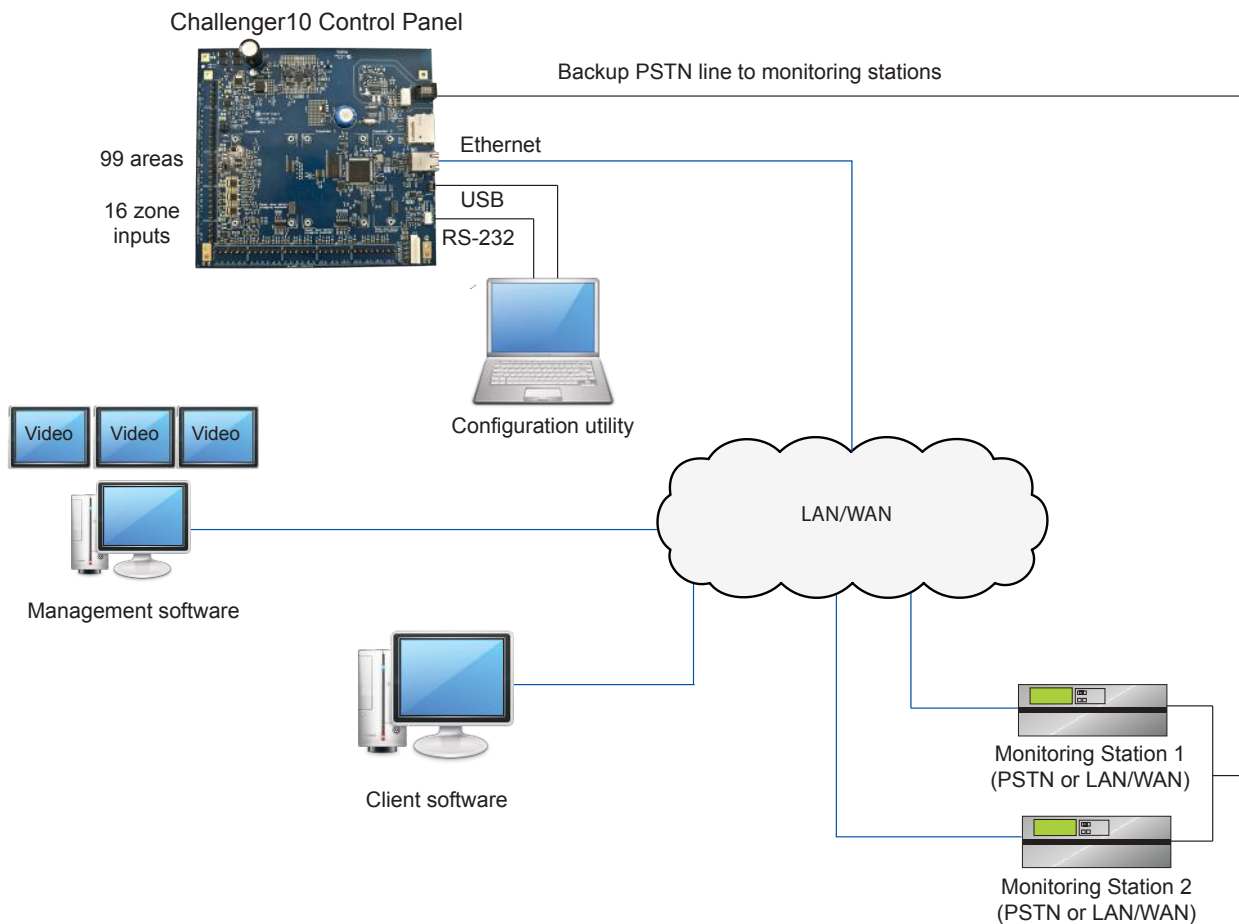 Challenger10 Control Panel
Backup PSTN line to monitoring stations
Ethernet
99 areas
USB
16 zone
inputs
RS-232
Configuration utility
Video
Video
Video
LAN/WAN
Management software
Monitoring Station 1
(PSTN or LAN/WAN)
Client software
Monitoring Station 2
(PSTN or LAN/WAN)